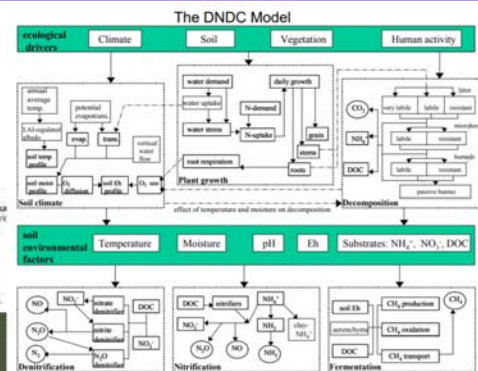 The DNDC Model
ecological
drivers
Climate
Soil
Vegetation
Human activity
annual
average
temp.
potential
evapotrans.
LAI-regulated
albedo
evap.
trans.
vertical
water
flow
soil temp
profile
soil moist
profile
O₂
diffusion
soil Eh
profile
O₂ use
Soil climate
water demand
daily growth
water uptake
N-demand
water stress
N-uptake
grain
stems
root respiration
roots
Plant growth
CO₂
litter
very labile
labile
resistant
NH₄⁺
microbes
labile
resistant
DOC
humads
labile
resistant
passive humus
Decomposition
effect of temperature and moisture on decomposition
soil
environmental
factors
Temperature
Moisture
pH
Eh
Substrates: NH₄⁺, NO₃⁻, DOC
NO
NO₂⁻
nitrate
denitrifier
DOC
N₂O
nitrite
denitrifier
N₂
N₂O
denitrifier
NO₃⁻
Denitrification
DOC
nitrifiers
NH₄⁺
NO₃⁻
NH₃
clay-
NH₄⁺
N₂O
NO
NH₃
Nitrification
soil Eh
CH₄ production
CH₄
aerenchyma
CH₄ oxidation
DOC
CH₄ transport
Fermentation